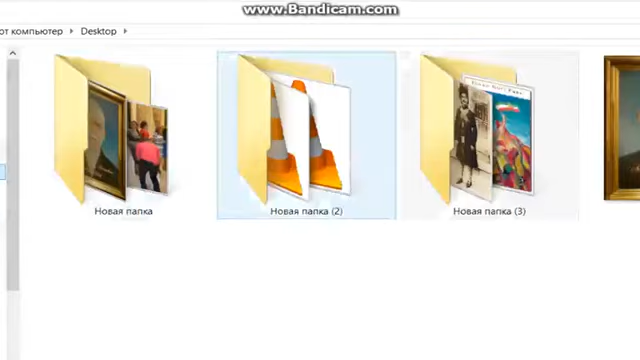 www.Bandicam.com
от компьютер
Desktop
Новая папка
Новая папка (2)
Новая папка (3)